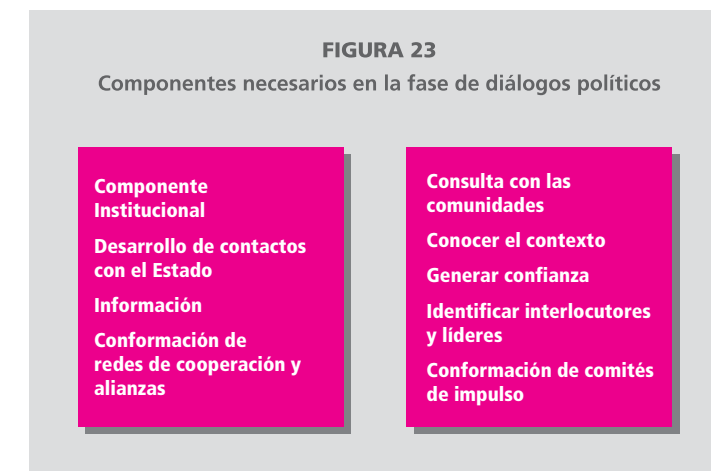 FIGURA 23
Componentes necesarios en la fase de diálogos políticos
Componente
Institucional
Desarrollo de contactos
con el Estado
Información
Conformación de
redes de cooperación y
alianzas
Consulta con las
comunidades
Conocer el contexto
Generar confianza
Identificar interlocutores
y líderes
Conformación de comités
de impulso